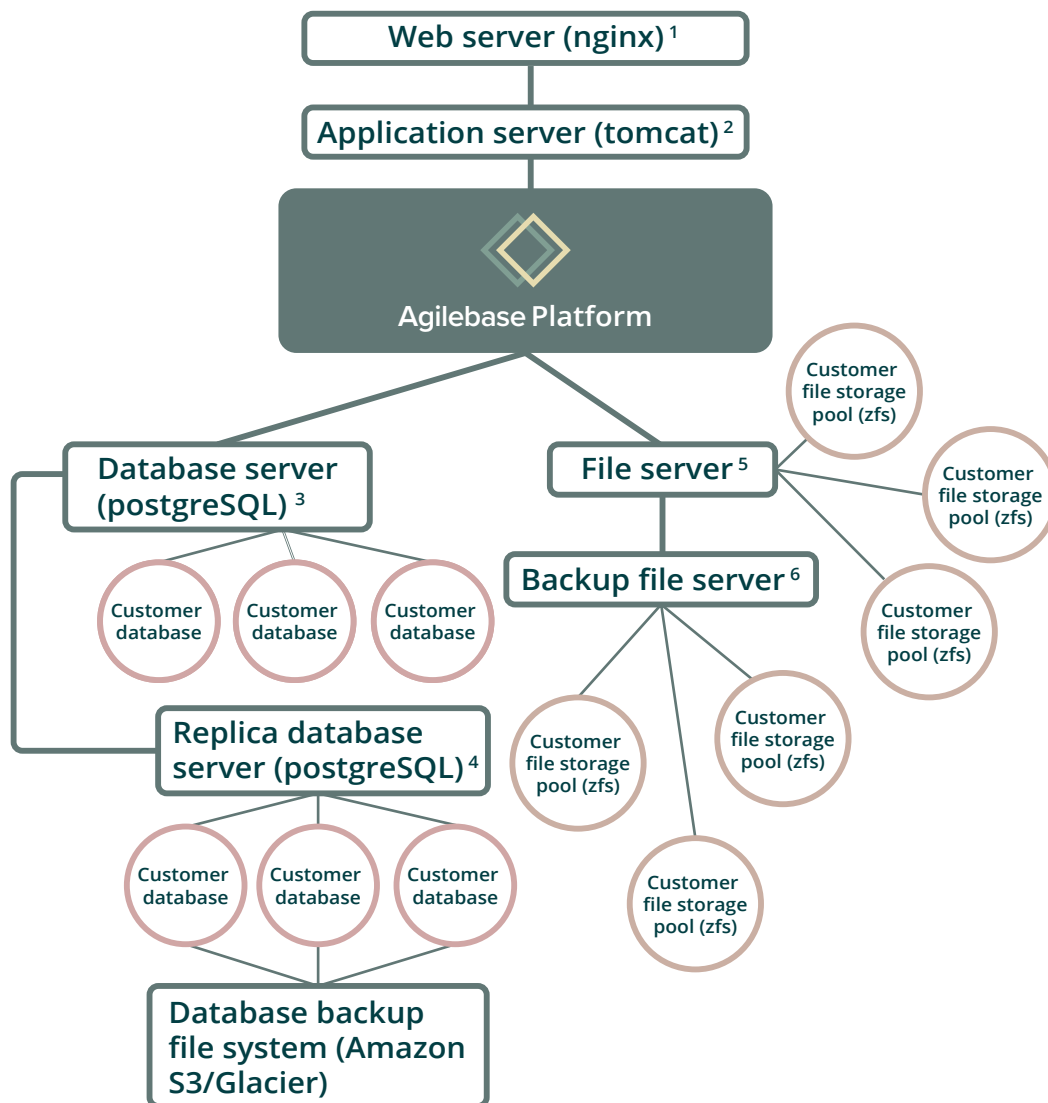 Web server (nginx) 1
Application server (tomcat) 2
Agilebase Platform
Customer
file storage
pool (zfs)
Database server
(postgreSQL) 3
File server 5
Customer
file storage
pool (zfs)
Backup file server 6
Customer
database
Customer
database
Customer
database
Customer
file storage
pool (zfs)
Replica database
server (postgreSQL) 4
Customer
file storage
pool (zfs)
Customer
file storage
pool (zfs)
Customer
database
Customer
database
Customer
database
Customer
file storage
pool (zfs)
Database backup
file system (Amazon
S3/Glacier)